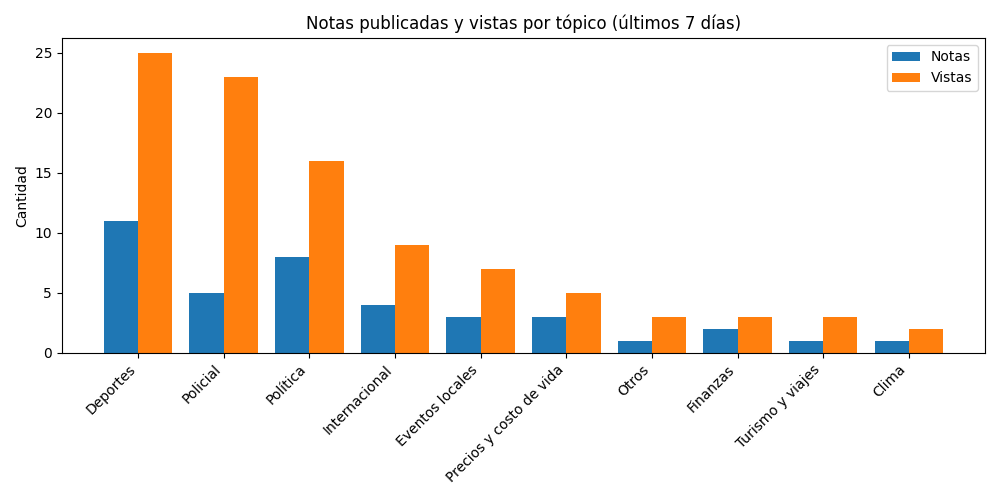 Notas publicadas y vistas por tópico (últimos 7 días)
Notas
Vistas
Cantidad
25
20
15
10
5
0
Deportes
Policial
Política
Internacional
Eventos locales
Precios y costo de vida
Otros
Finanzas
Turismo y viajes
Clima